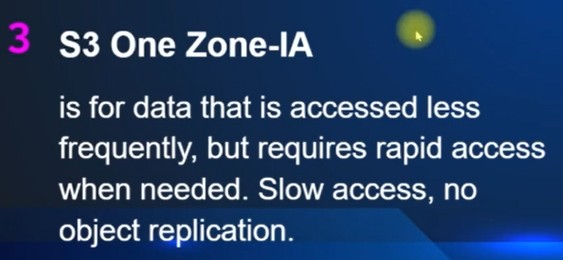 3 S3 One Zone-IA
is for data that is accessed less
frequently, but requires rapid access
when needed. Slow access, no
object replication.